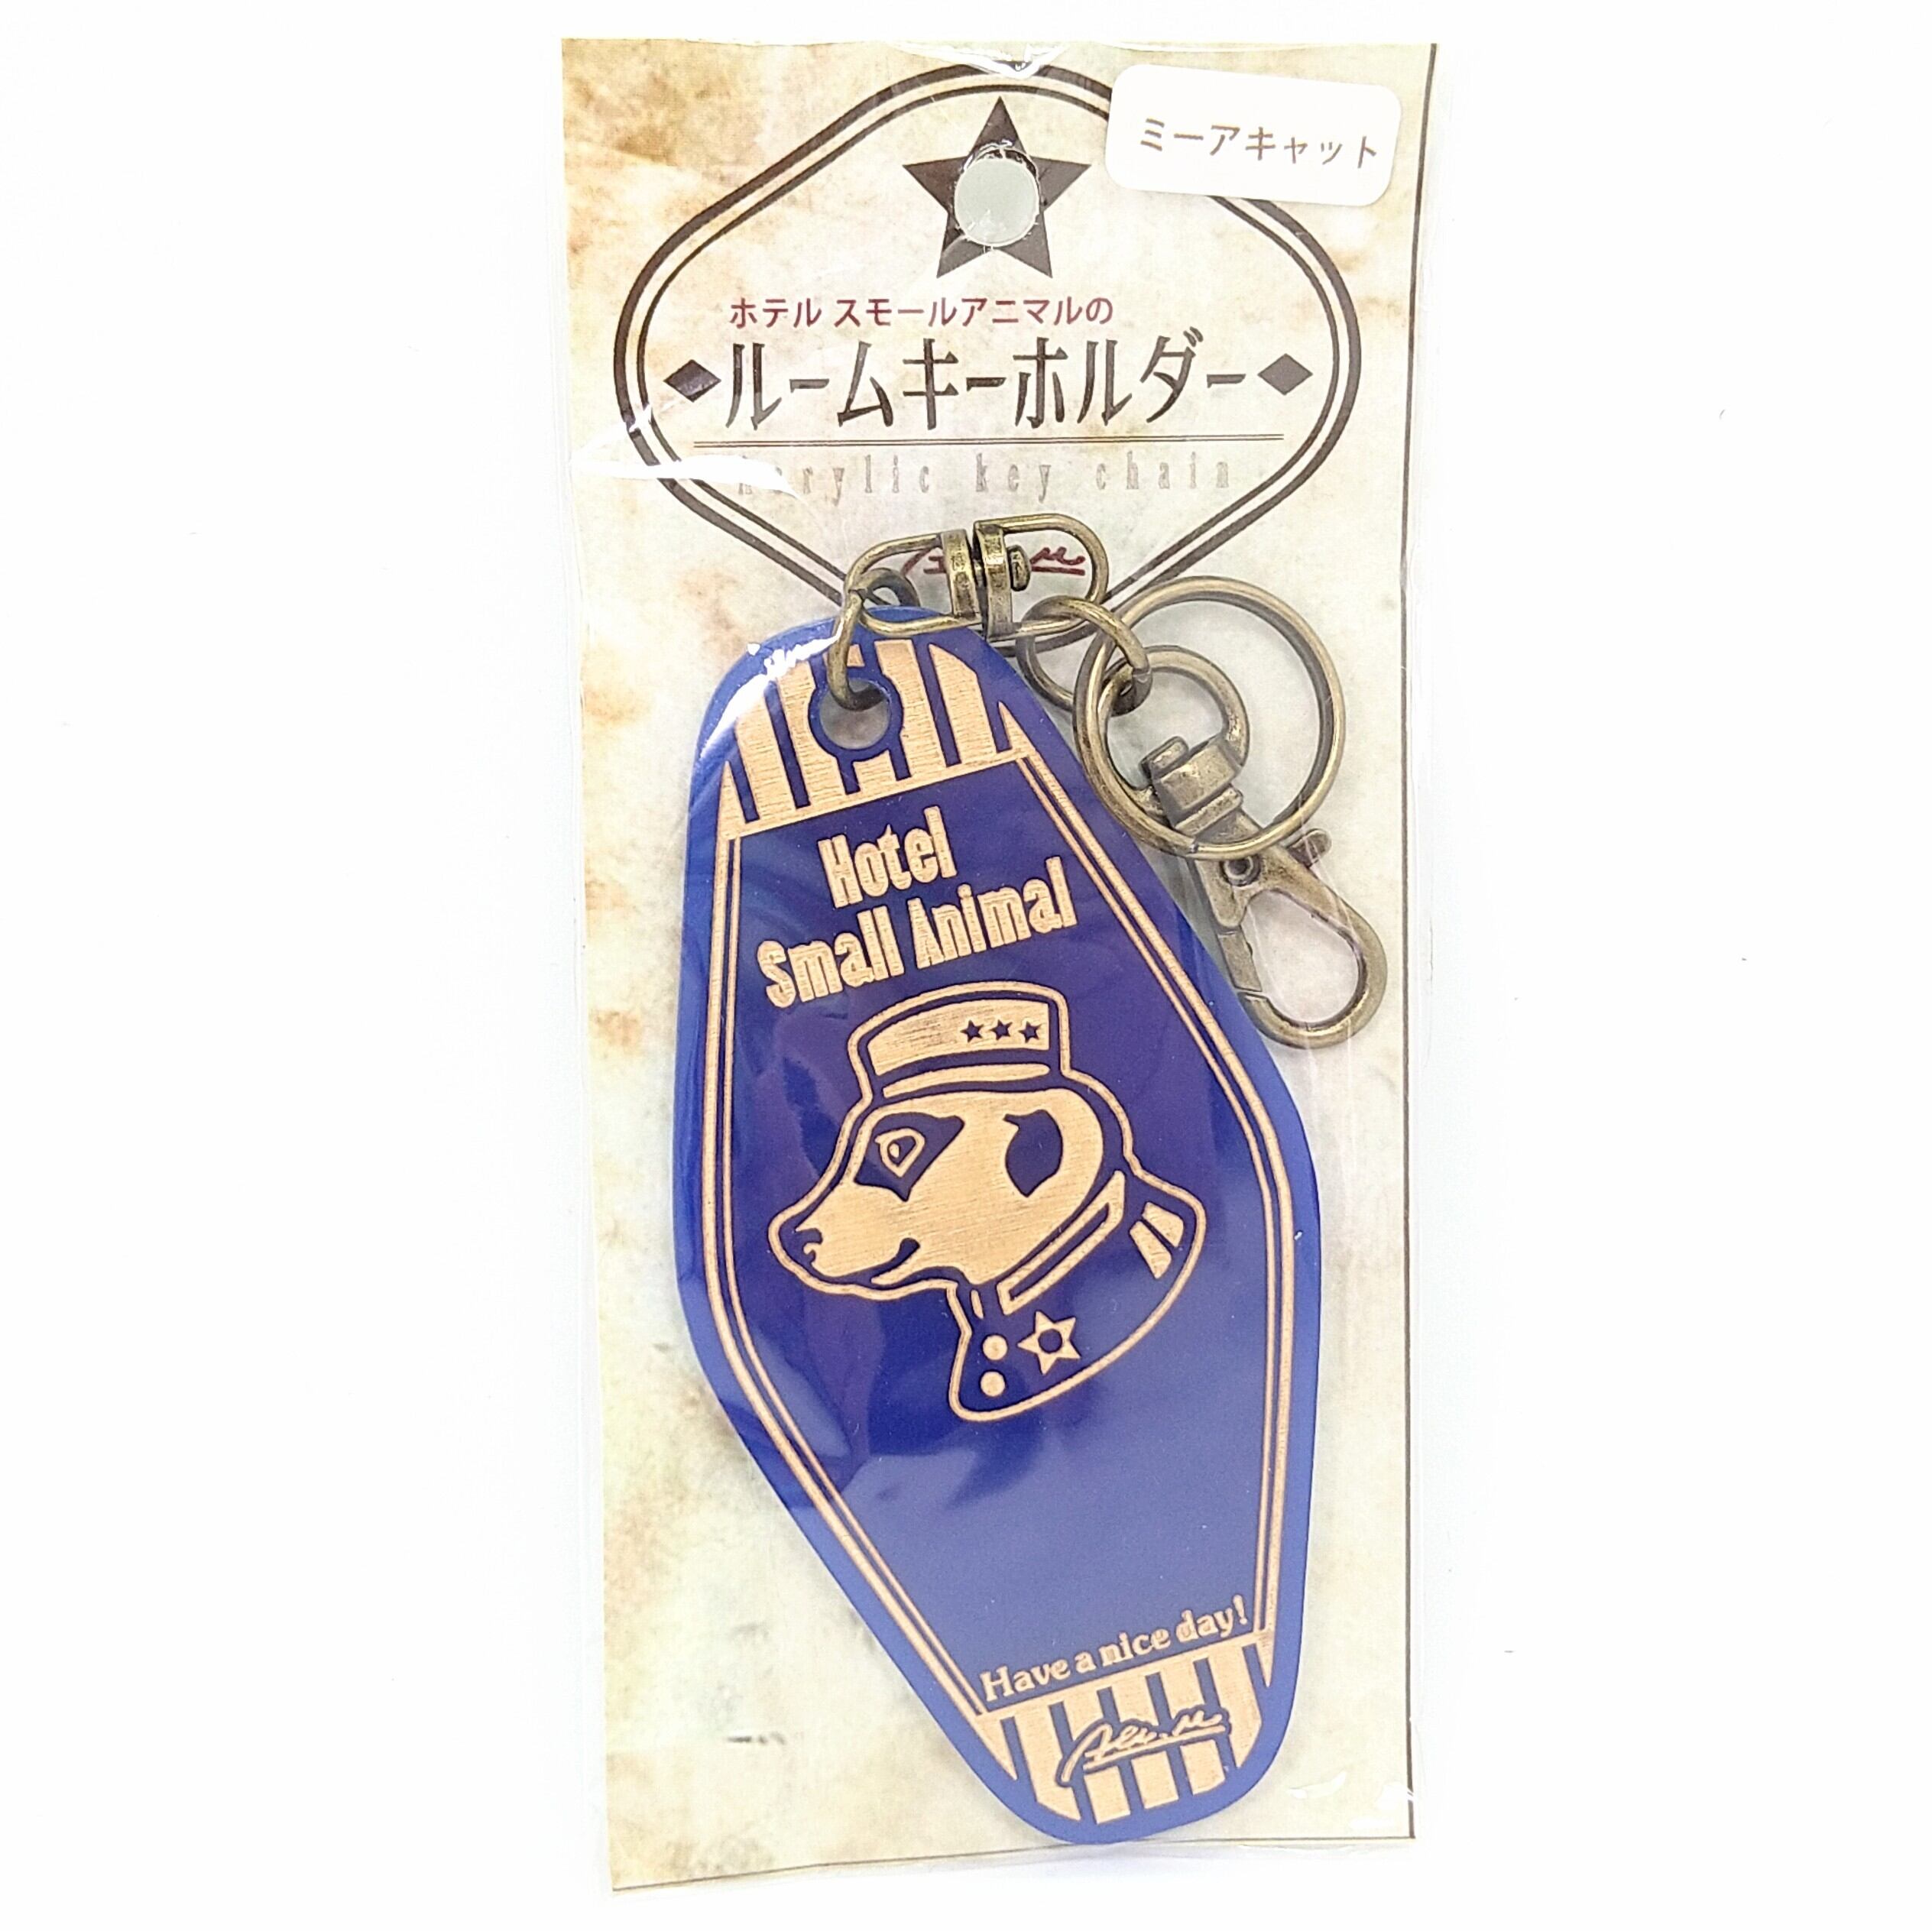 ミーアキャット
ホテル スモールアニマルの
ルームキーホルダー
Acrylic key chain
Hotel
Small Animal
Have a nice day!